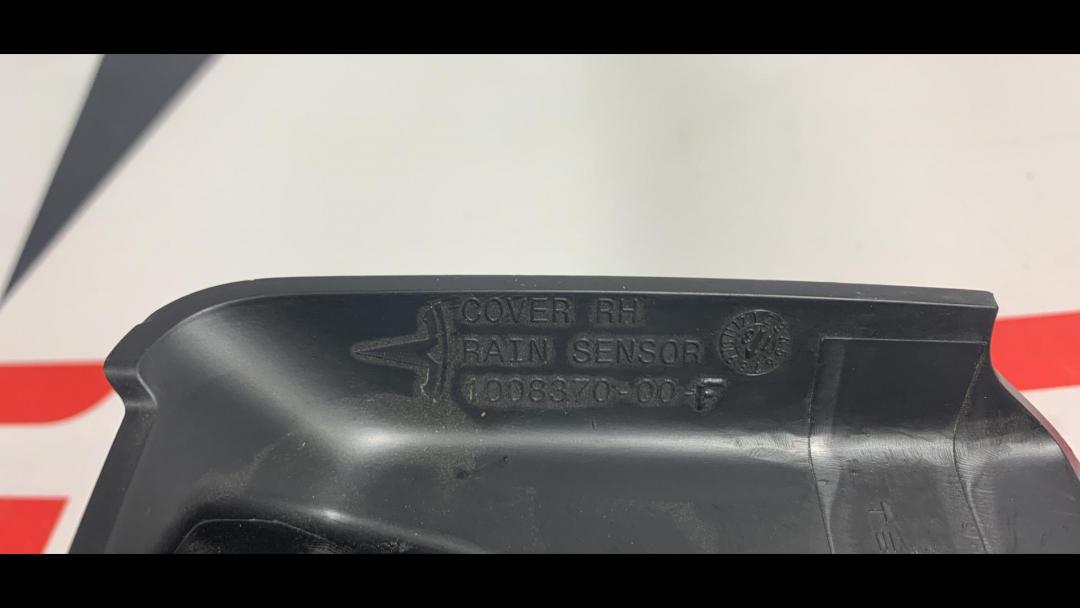 COVER RH
RAIN SENSOR
1008370-00-F